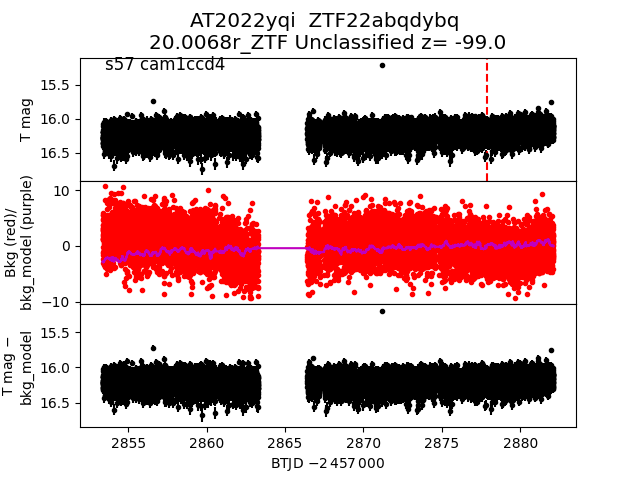 AT2022yqi  ZTF22abqdybq
20.0068r_ZTF Unclassified z= -99.0
s57 cam1ccd4
T mag
15.5
16.0
16.5
Bkg (red)/
bkg_model (purple)
10
0
−10
T mag −
bkg_model
15.5
16.0
16.5
2855
2860
2865
2870
2875
2880
BTJD −2 457 000